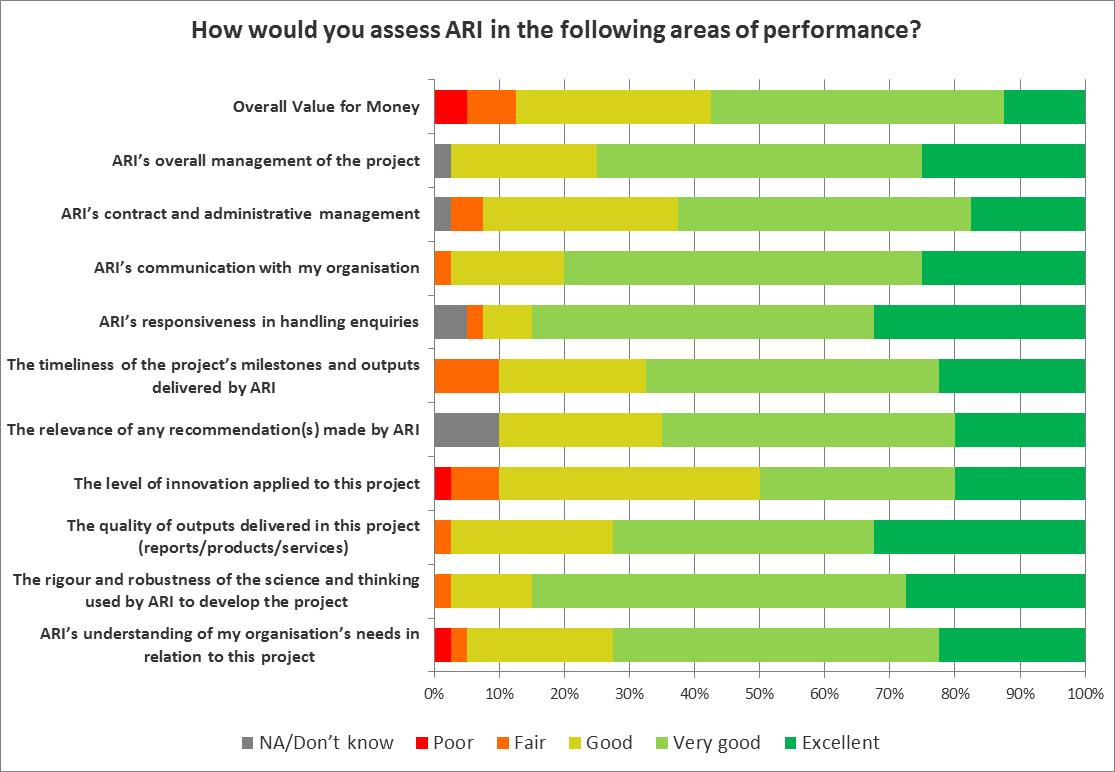 How would you assess ARI in the following areas of performance?
Overall Value for Money
ARI’s overall management of the project
ARI’s contract and administrative management
ARI’s communication with my organisation
ARI’s responsiveness in handling enquiries
The timeliness of the project’s milestones and outputs
delivered by ARI
The relevance of any recommendation(s) made by ARI
The level of innovation applied to this project
The quality of outputs delivered in this project
(reports/products/services)
The rigour and robustness of the science and thinking
used by ARI to develop the project
ARI’s understanding of my organisation’s needs in
relation to this project
0% 10% 20% 30% 40% 50% 60% 70% 80% 90% 100%
NA/Don’t know Poor Fair Good Very good Excellent